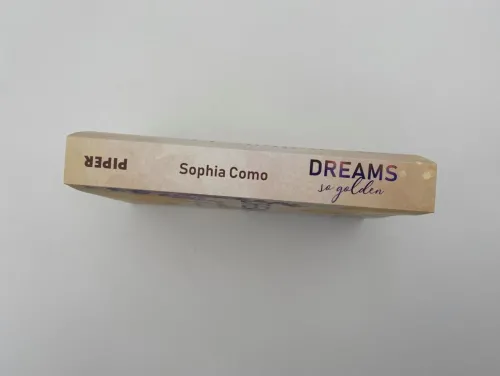 PIPER
Sophia Como
DREAMS
so golden